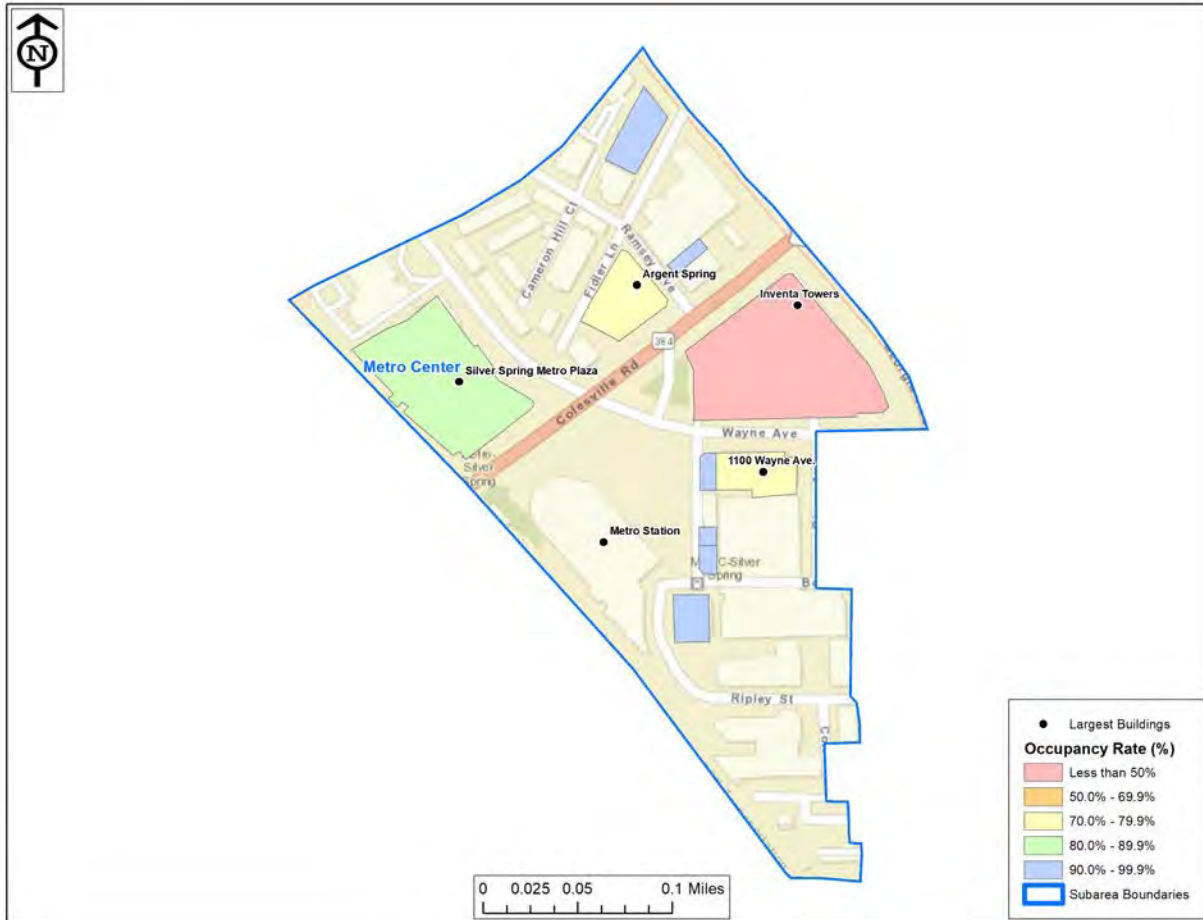 N
Cameron Hill Ct
Fidler Ln
Ramsey Ave
Argent Spring
Inventa Towers
384
Metro Center
Silver Spring Metro Plaza
Colesville Rd
Wayne Ave
Silver
Spring
1100 Wayne Ave.
Metro Station
Ripley St
0 0.025 0.05 0.1 Miles
Largest Buildings
Occupancy Rate (%)
Less than 50%
50.0% - 69.9%
70.0% - 79.9%
80.0% - 89.9%
90.0% - 99.9%
Subarea Boundaries